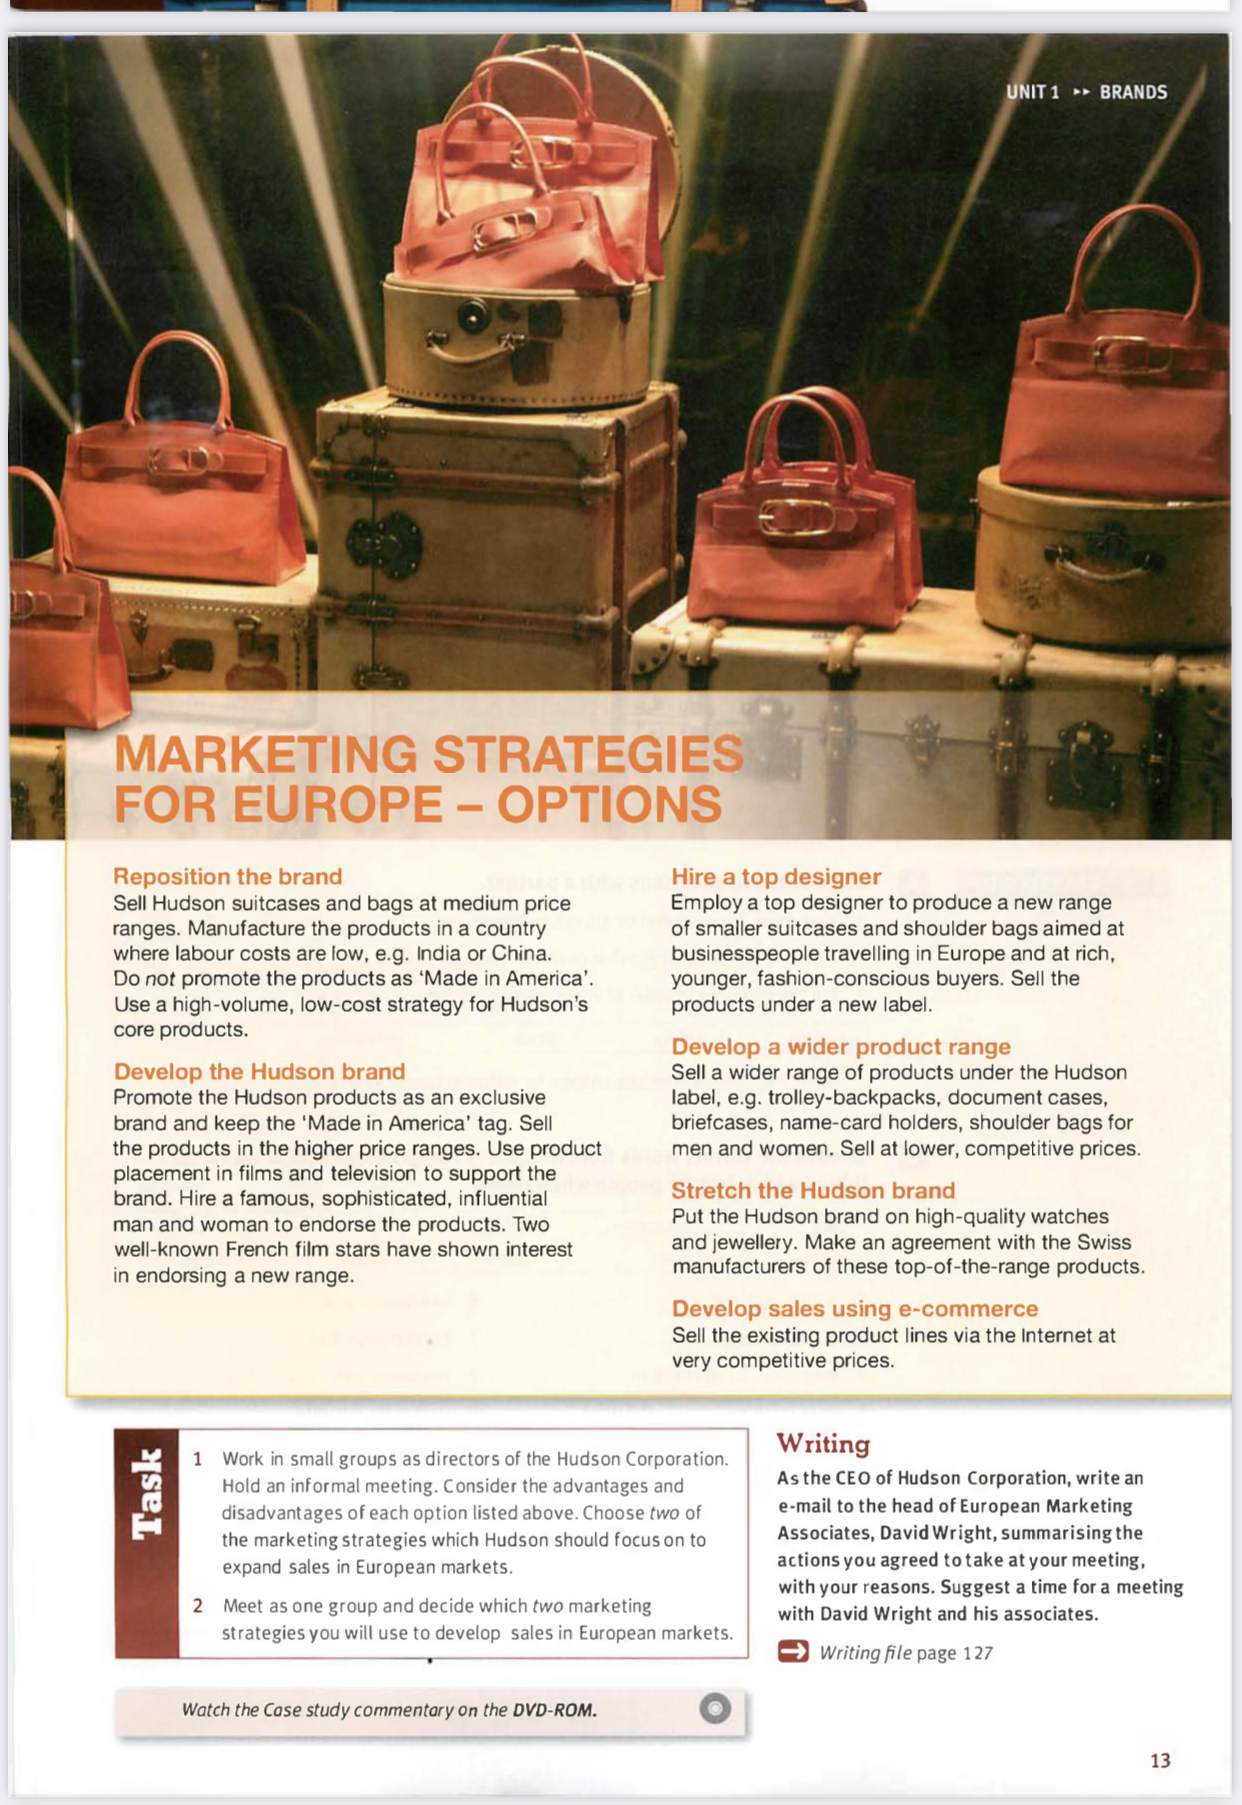 UNIT 1 ▸▸ BRANDS
MARKETING STRATEGIES
FOR EUROPE – OPTIONS
Reposition the brand
Sell Hudson suitcases and bags at medium price
ranges. Manufacture the products in a country
where labour costs are low, e.g. India or China.
Do not promote the products as ‘Made in America’.
Use a high-volume, low-cost strategy for Hudson’s
core products.
Develop the Hudson brand
Promote the Hudson products as an exclusive
brand and keep the ‘Made in America’ tag. Sell
the products in the higher price ranges. Use product
placement in films and television to support the
brand. Hire a famous, sophisticated, influential
man and woman to endorse the products. Two
well-known French film stars have shown interest
in endorsing a new range.
Hire a top designer
Employ a top designer to produce a new range
of smaller suitcases and shoulder bags aimed at
businesspeople travelling in Europe and at rich,
younger, fashion-conscious buyers. Sell the
products under a new label.
Develop a wider product range
Sell a wider range of products under the Hudson
label, e.g. trolley-backpacks, document cases,
briefcases, name-card holders, shoulder bags for
men and women. Sell at lower, competitive prices.
Stretch the Hudson brand
Put the Hudson brand on high-quality watches
and jewellery. Make an agreement with the Swiss
manufacturers of these top-of-the-range products.
Develop sales using e-commerce
Sell the existing product lines via the Internet at
very competitive prices.
Task
1 Work in small groups as directors of the Hudson Corporation.
Hold an informal meeting. Consider the advantages and
disadvantages of each option listed above. Choose two of
the marketing strategies which Hudson should focus on to
expand sales in European markets.
2 Meet as one group and decide which two marketing
strategies you will use to develop sales in European markets.
Watch the Case study commentary on the DVD-ROM.
Writing
As the CEO of Hudson Corporation, write an
e-mail to the head of European Marketing
Associates, David Wright, summarising the
actions you agreed to take at your meeting,
with your reasons. Suggest a time for a meeting
with David Wright and his associates.
Writing file page 127
13